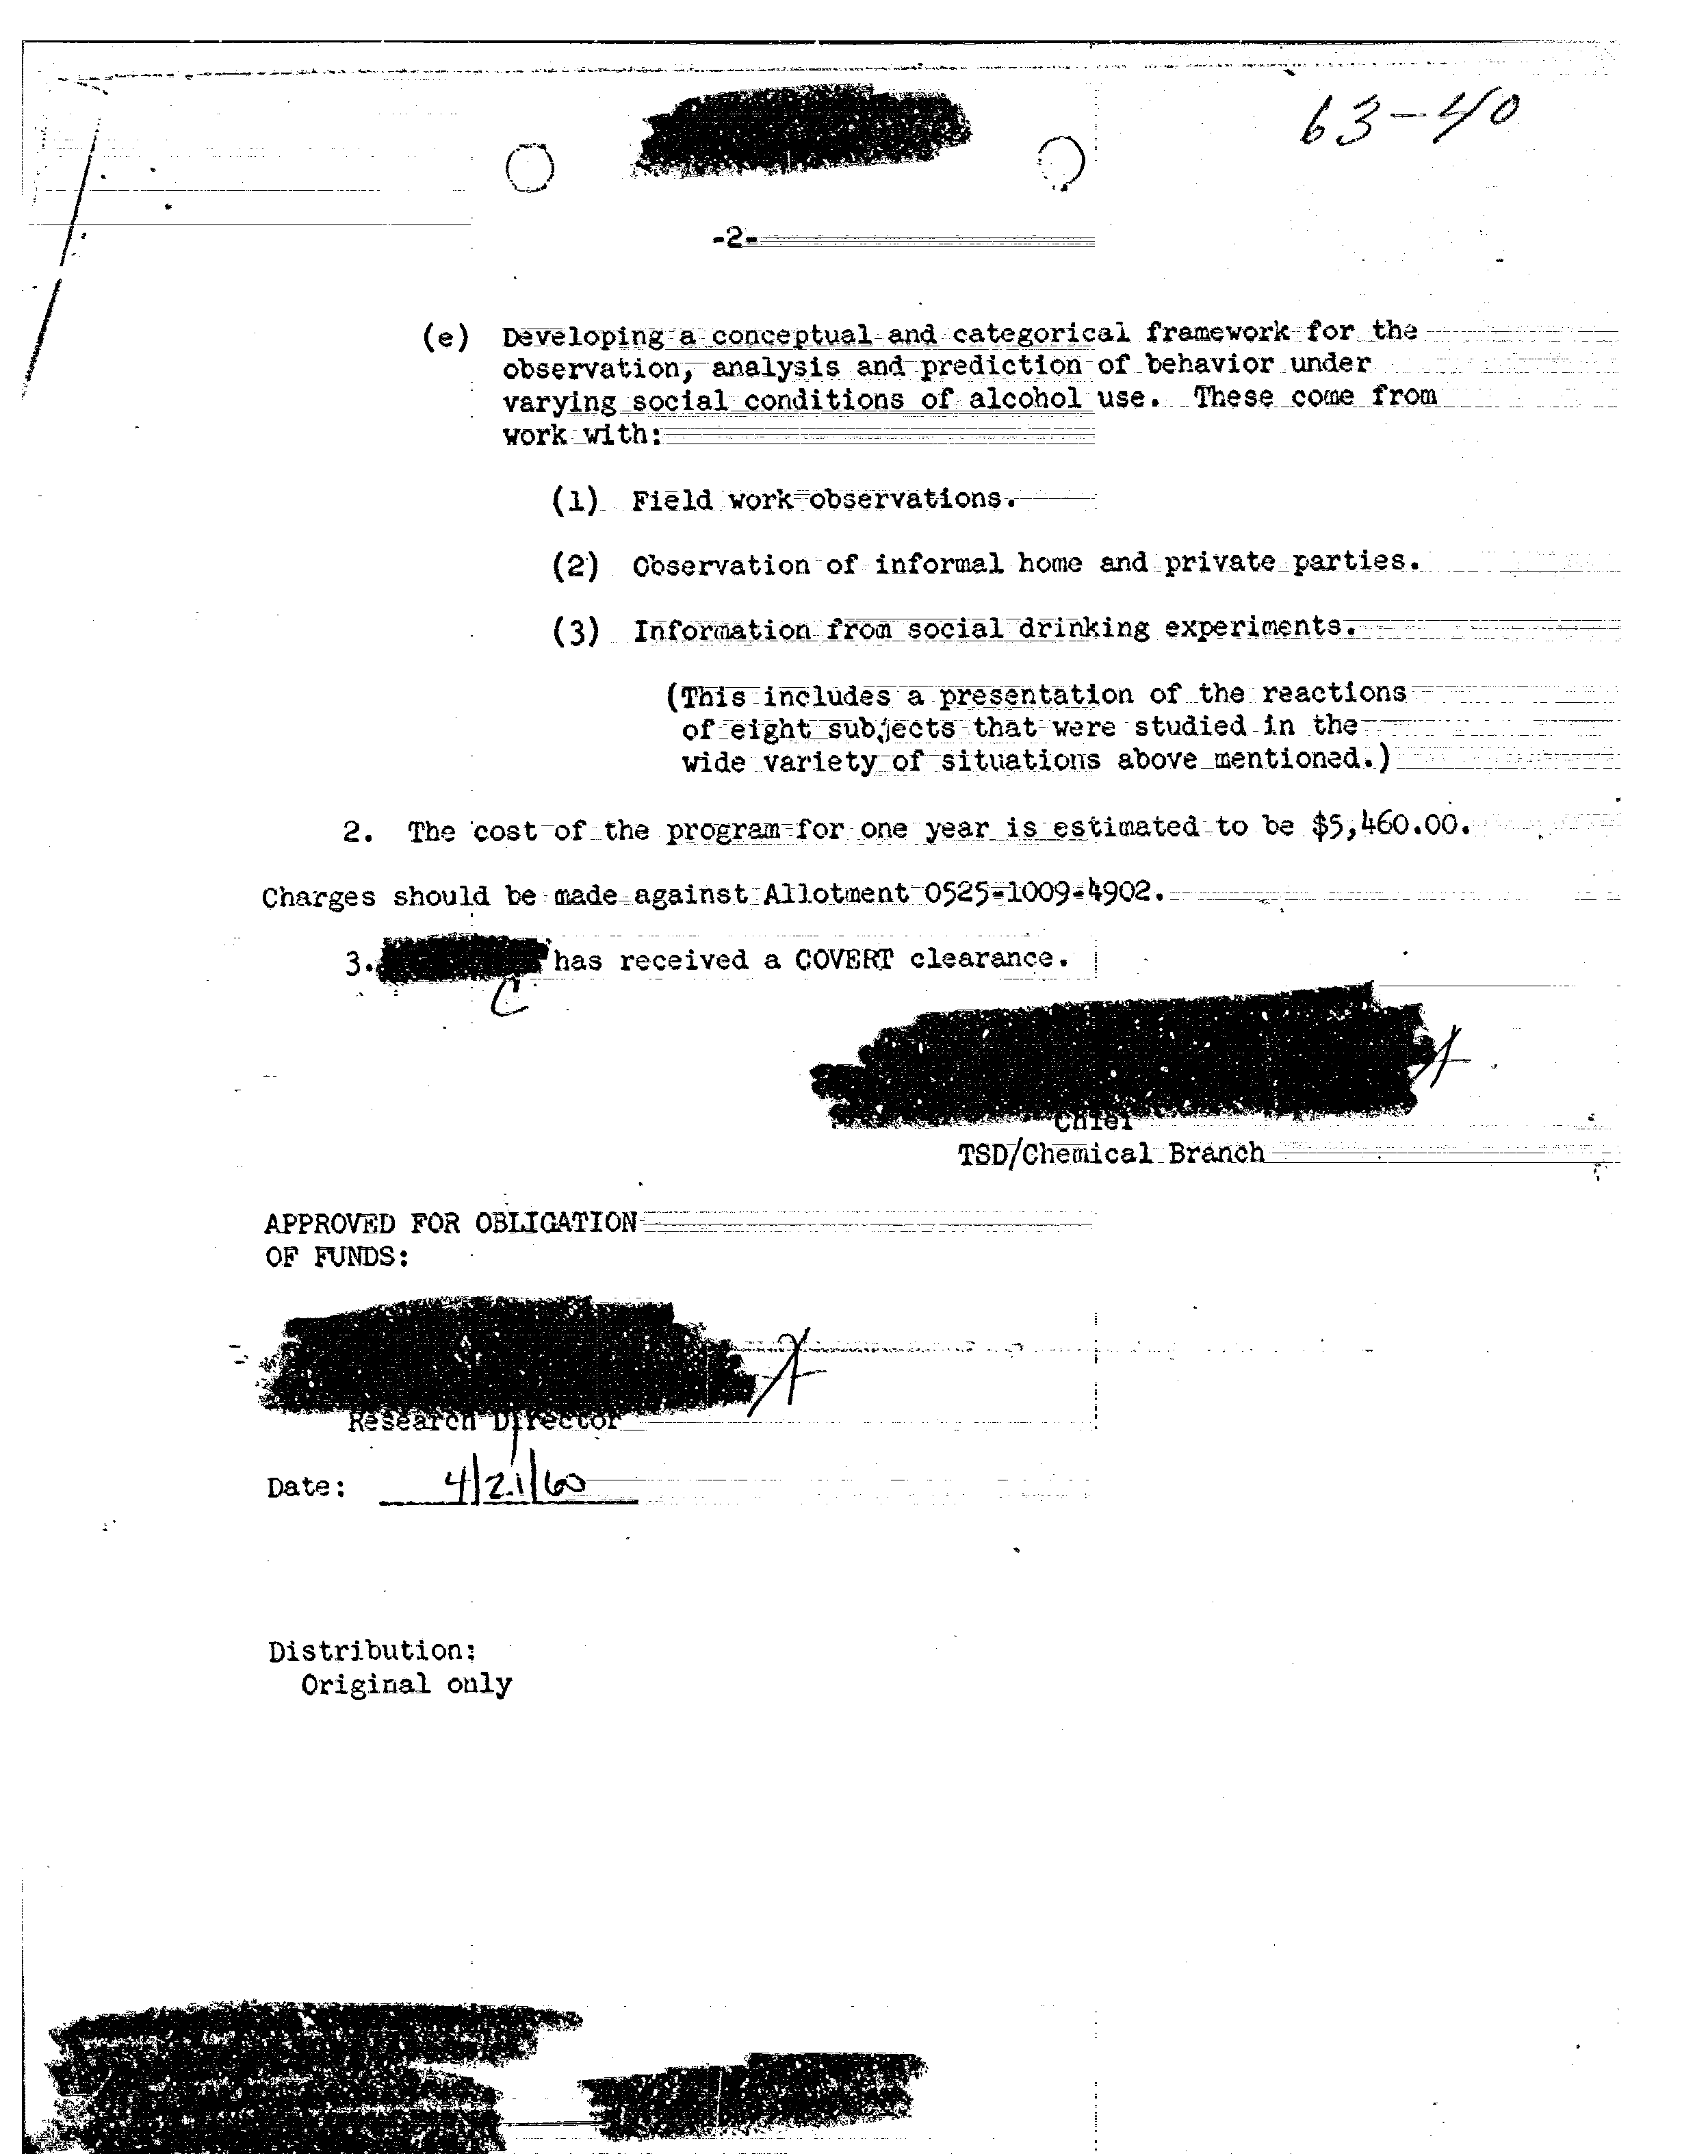 63-40
-2-
(e) Developing a conceptual and categorical framework for the
observation, analysis and prediction of behavior under
varying social conditions of alcohol use. These come from
work with:
(1) Field work observations.
(2) Observation of informal home and private parties.
(3) Information from social drinking experiments.
(This includes a presentation of the reactions
of eight subjects that were studied in the
wide variety of situations above mentioned.)
2. The cost of the program for one year is estimated to be $5,460.00.
Charges should be made against Allotment 0525-1009-4902.
3. has received a COVERT clearance.
C
Chief
TSD/Chemical Branch
APPROVED FOR OBLIGATION
OF FUNDS:
Research Director
Date: 4/21/60
Distribution:
Original only